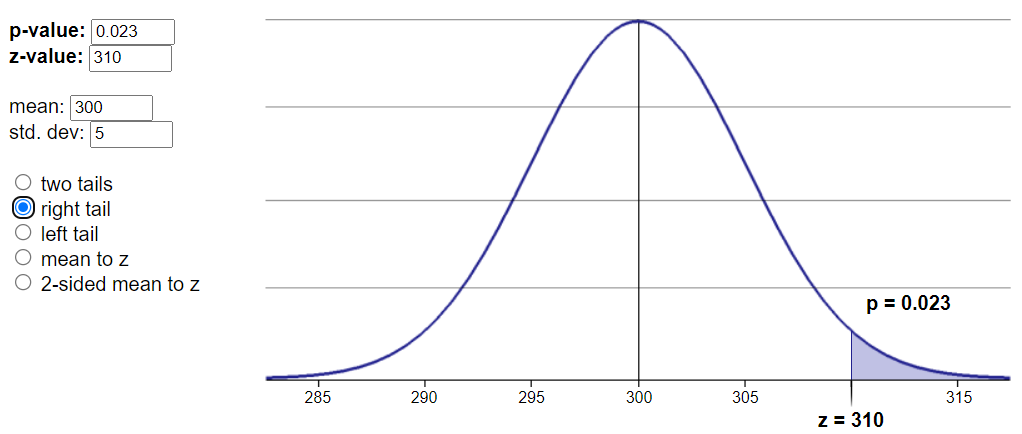 p-value: 0.023
z-value: 310
mean: 300
std. dev: 5
two tails
right tail
left tail
mean to z
2-sided mean to z
p = 0.023
285 290 295 300 305 315
z = 310